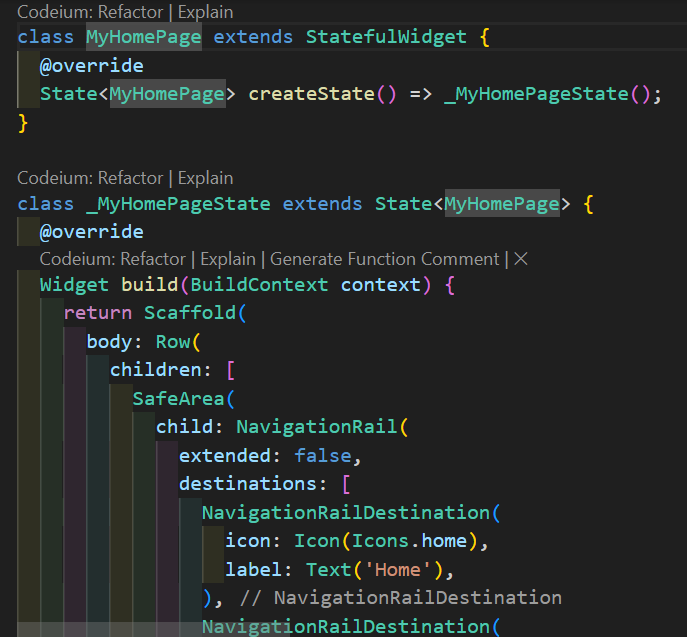 Codeium: Refactor | Explain
class MyHomePage extends StatefulWidget {
@override
State<MyHomePage> createState() => _MyHomePageState();
}
Codeium: Refactor | Explain
class _MyHomePageState extends State<MyHomePage> {
@override
Codeium: Refactor | Explain | Generate Function Comment | ✕
Widget build(BuildContext context) {
return Scaffold(
body: Row(
children: [
SafeArea(
child: NavigationRail(
extended: false,
destinations: [
NavigationRailDestination(
icon: Icon(Icons.home),
label: Text('Home'),
), // NavigationRailDestination
NavigationRailDestination(